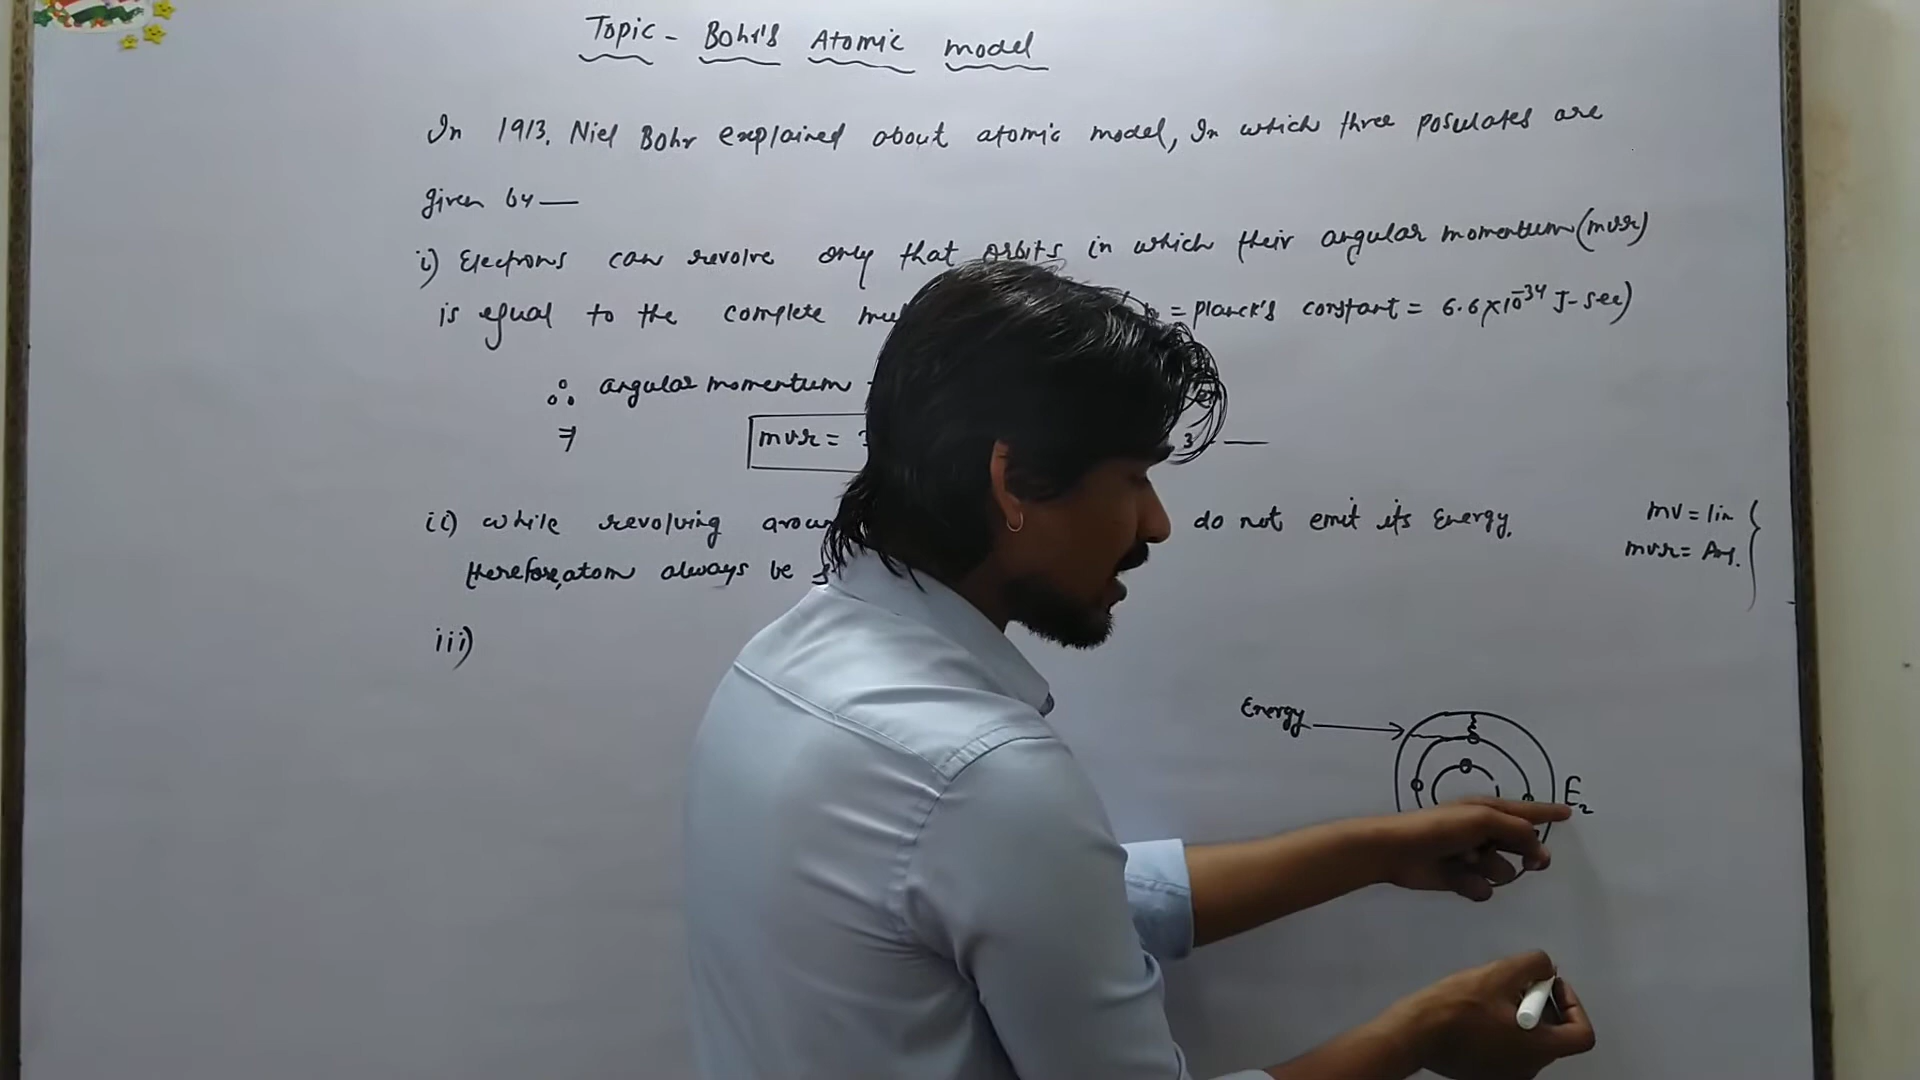 Topic - Bohr's Atomic model
In 1913, Niel Bohr explained about atomic model, In which three posulates are
given by —
i) Electrons can revolve only that orbits in which their angular momentum (mvr)
is equal to the complete = planck's constant = 6.6×10⁻³⁴ J-sec)
∴ angular momentum
⇒ mvr = 3 —
ii) while revolving do not emit its Energy.
therefore, atom always be
mv = lin
mvr = Ang.
iii)
Energy
E₂